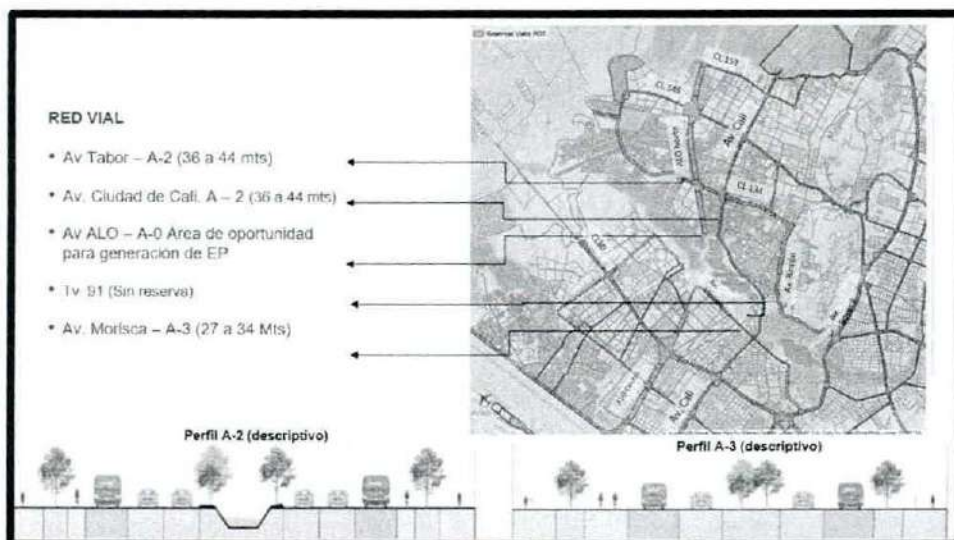 RED VIAL
• Av Tabor – A-2 (36 a 44 mts)
• Av. Ciudad de Cali. A – 2 (36 a 44 mts)
• Av ALO – A-0 Area de oportunidad
para generación de EP
• Tv 91 (Sin reserva)
• Av. Morisca – A-3 (27 a 34 Mts)
CL 153
CL 146
Av. Cali
ALO Norte
CL 134
Av. Cali
Perfil A-2 (descriptivo)
Perfil A-3 (descriptivo)